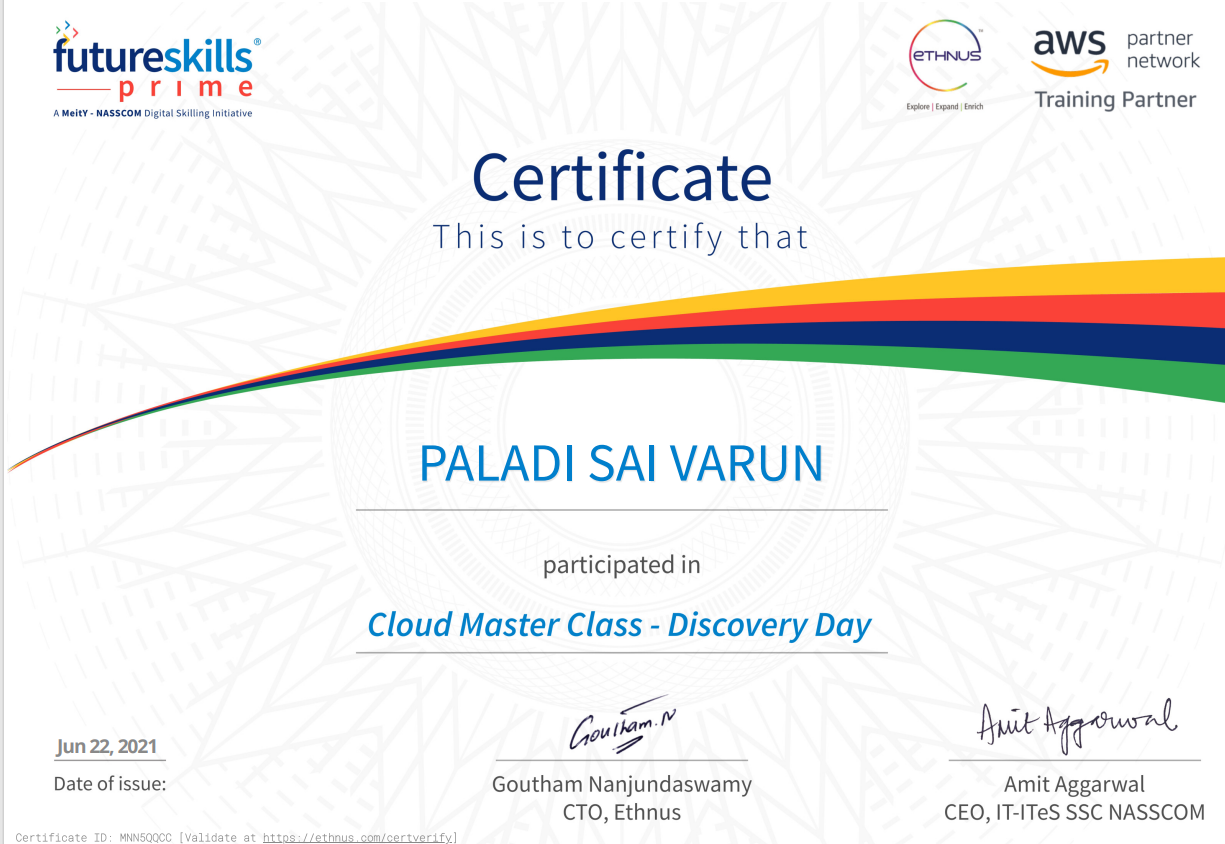 futureskills®
prime
A MeitY - NASSCOM Digital Skilling Initiative
eTHNUS™
Explore | Expand | Enrich
aws partner
network
Training Partner
Certificate
This is to certify that
PALADI SAI VARUN
participated in
Cloud Master Class - Discovery Day
Jun 22, 2021
Date of issue:
Goutham.N
Goutham Nanjundaswamy
CTO, Ethnus
Amit Aggarwal
Amit Aggarwal
CEO, IT-ITeS SSC NASSCOM
Certificate ID: MNN5QQCC [Validate at https://ethnus.com/certverify]